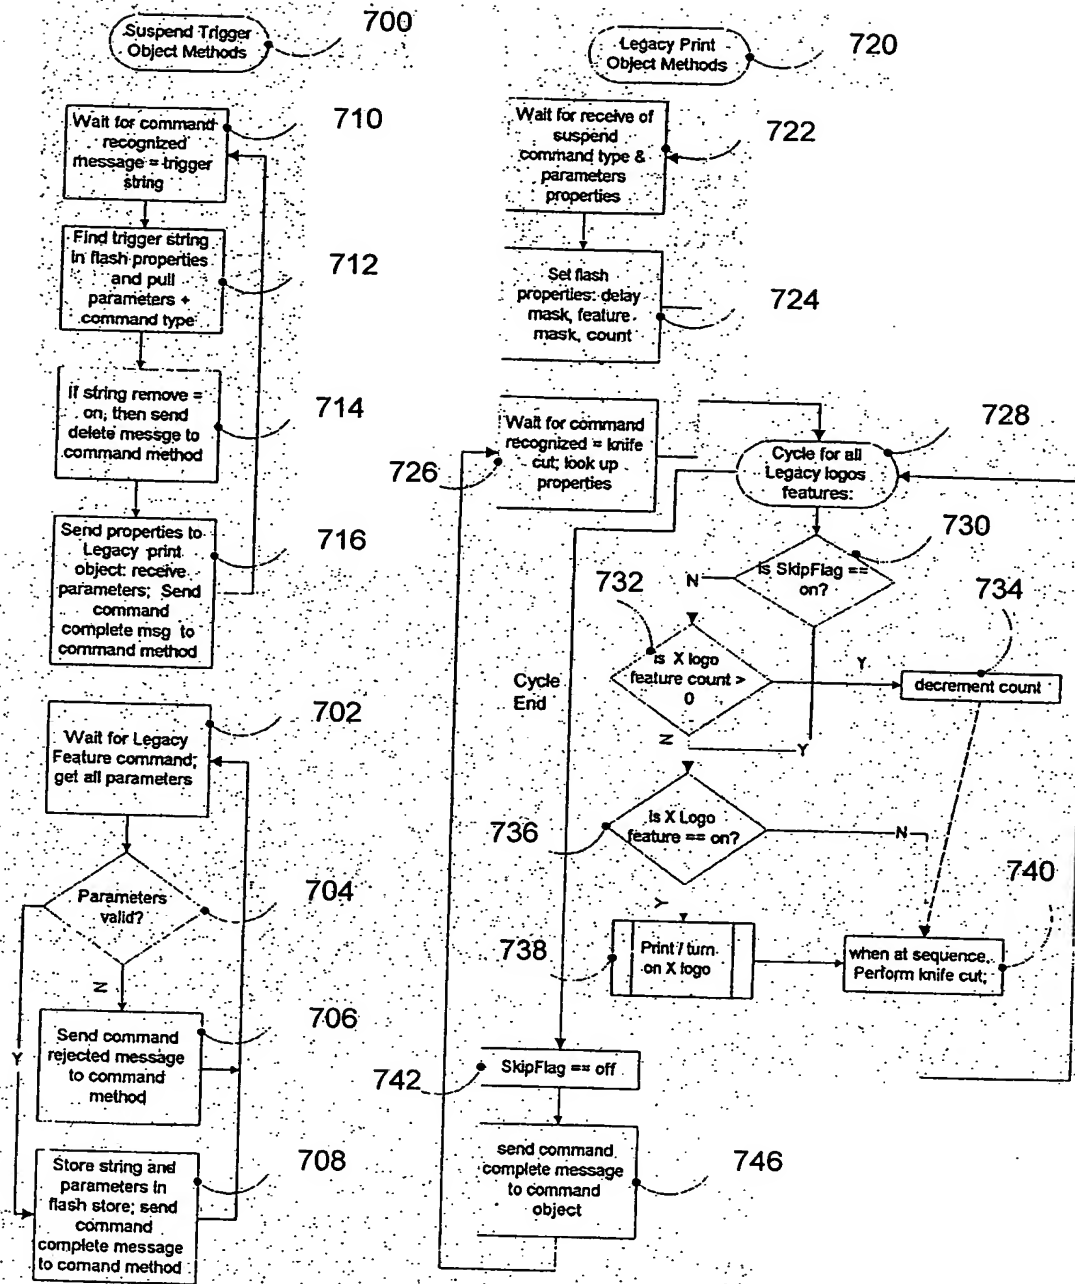 Suspend Trigger
Object Methods
700
Wait for command
recognized
message = trigger
string
710
Find trigger string
in flash properties
and pull
parameters +
command type
712
If string remove =
on, then send
delete messge to
command method
714
Send properties to
Legacy print
object: receive
parameters; Send
command
complete msg to
command method
716
Wait for Legacy
Feature command;
get all parameters
702
Parameters
valid?
704
N
Y
Send command
rejected message
to command
method
706
Store string and
parameters in
flash store; send
command
complete message
to comand method
708
Legacy Print
Object Methods
720
Wait for receive of
suspend
command type &
parameters
properties
722
Set flash
properties: delay
mask, feature
mask, count
724
Wait for command
recognized = knife
cut; look up
properties
726
Cycle for all
Legacy logos
features:
728
is SkipFlag ==
on?
730
N
Y
732
is X logo
feature count >
0
Y
N
734
decrement count
Cycle
End
736
is X Logo
feature == on?
N
Y
738
Print / turn
on X logo
740
when at sequence,
Perform knife cut;
742
SkipFlag == off
send command
complete message
to command
object
746